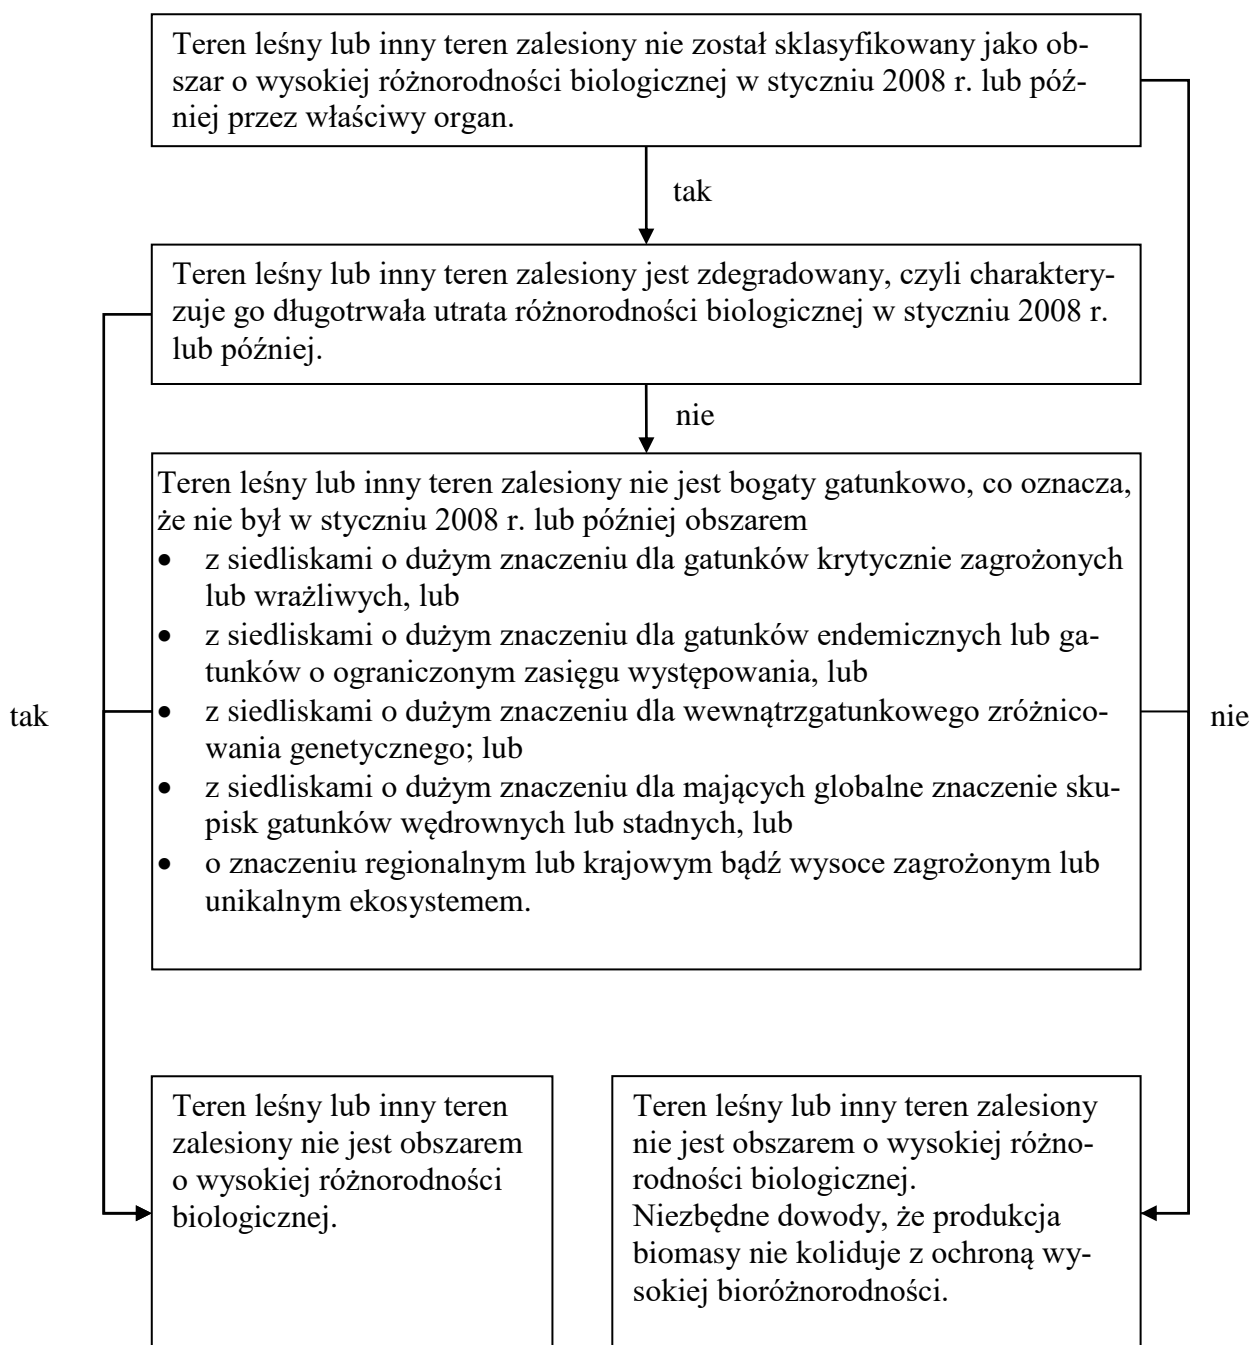 Teren leśny lub inny teren zalesiony nie został sklasyfikowany jako ob-
szar o wysokiej różnorodności biologicznej w styczniu 2008 r. lub póź-
niej przez właściwy organ.
tak
Teren leśny lub inny teren zalesiony jest zdegradowany, czyli charaktery-
zuje go długotrwała utrata różnorodności biologicznej w styczniu 2008 r.
lub później.
nie
Teren leśny lub inny teren zalesiony nie jest bogaty gatunkowo, co oznacza,
że nie był w styczniu 2008 r. lub później obszarem
• z siedliskami o dużym znaczeniu dla gatunków krytycznie zagrożonych
lub wrażliwych, lub
• z siedliskami o dużym znaczeniu dla gatunków endemicznych lub ga-
tunków o ograniczonym zasięgu występowania, lub
• z siedliskami o dużym znaczeniu dla wewnątrzgatunkowego zróżnico-
wania genetycznego; lub
• z siedliskami o dużym znaczeniu dla mających globalne znaczenie sku-
pisk gatunków wędrownych lub stadnych, lub
• o znaczeniu regionalnym lub krajowym bądź wysoce zagrożonym lub
unikalnym ekosystemem.
tak
nie
Teren leśny lub inny teren
zalesiony nie jest obszarem
o wysokiej różnorodności
biologicznej.
Teren leśny lub inny teren zalesiony
nie jest obszarem o wysokiej różno-
rodności biologicznej.
Niezbędne dowody, że produkcja
biomasy nie koliduje z ochroną wy-
sokiej bioróżnorodności.